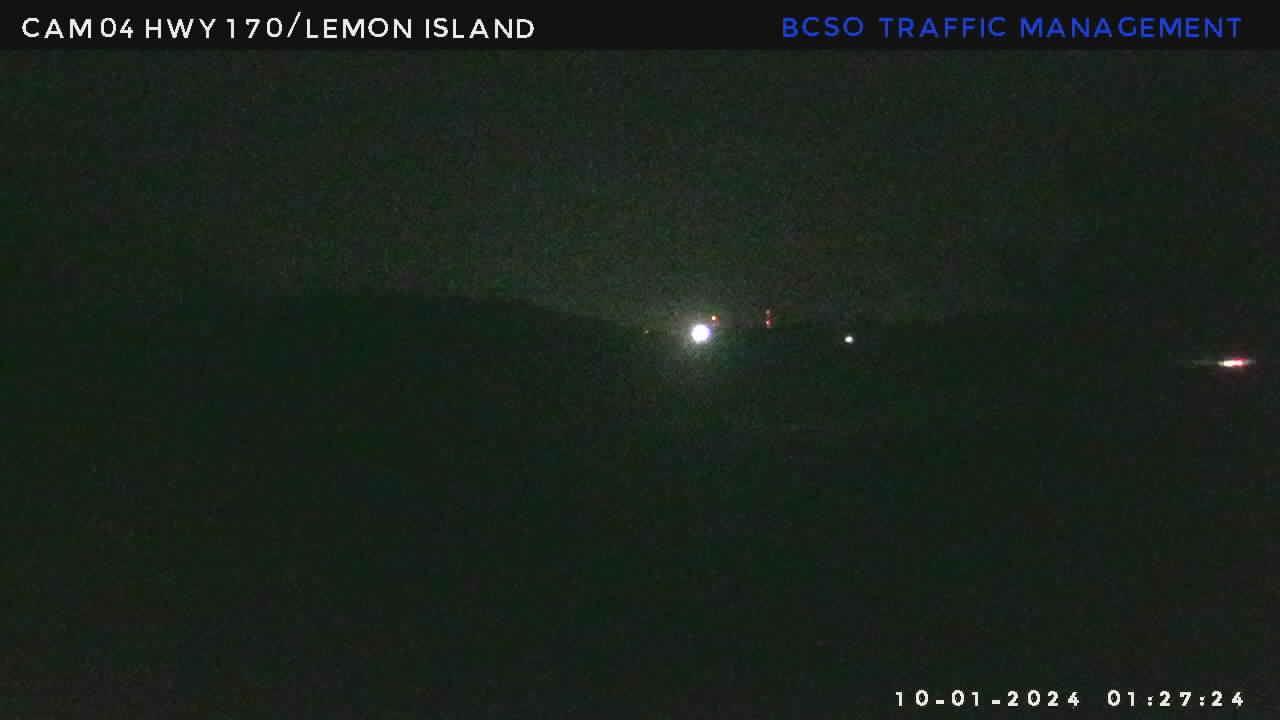 CAM04 HWY 170/LEMON ISLAND
BCSO TRAFFIC MANAGEMENT
10-01-2024 01:27:24